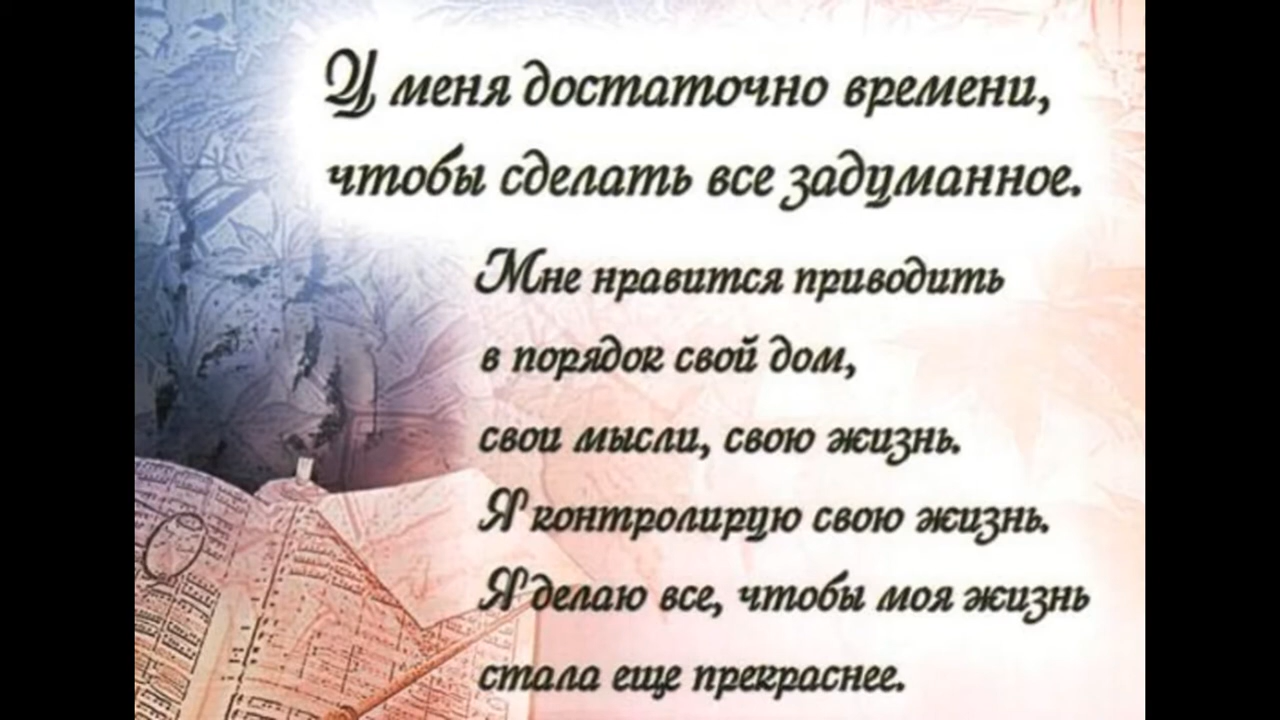 У меня достаточно времени,
чтобы сделать все задуманное.
Мне нравится приводить
в порядок свой дом,
свои мысли, свою жизнь.
Я контролирую свою жизнь.
Я делаю все, чтобы моя жизнь
стала еще прекраснее.